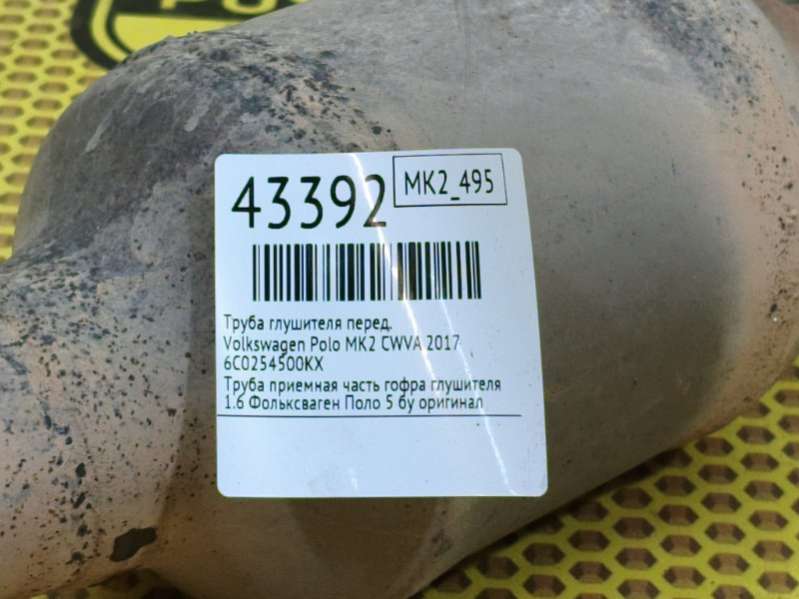 POLO
43392
MK2_495
Труба глушителя перед.
Volkswagen Polo MK2 CWVA 2017
6C0254500KX
Труба приемная часть гофра глушителя
1.6 Фольксваген Поло 5 бу оригинал